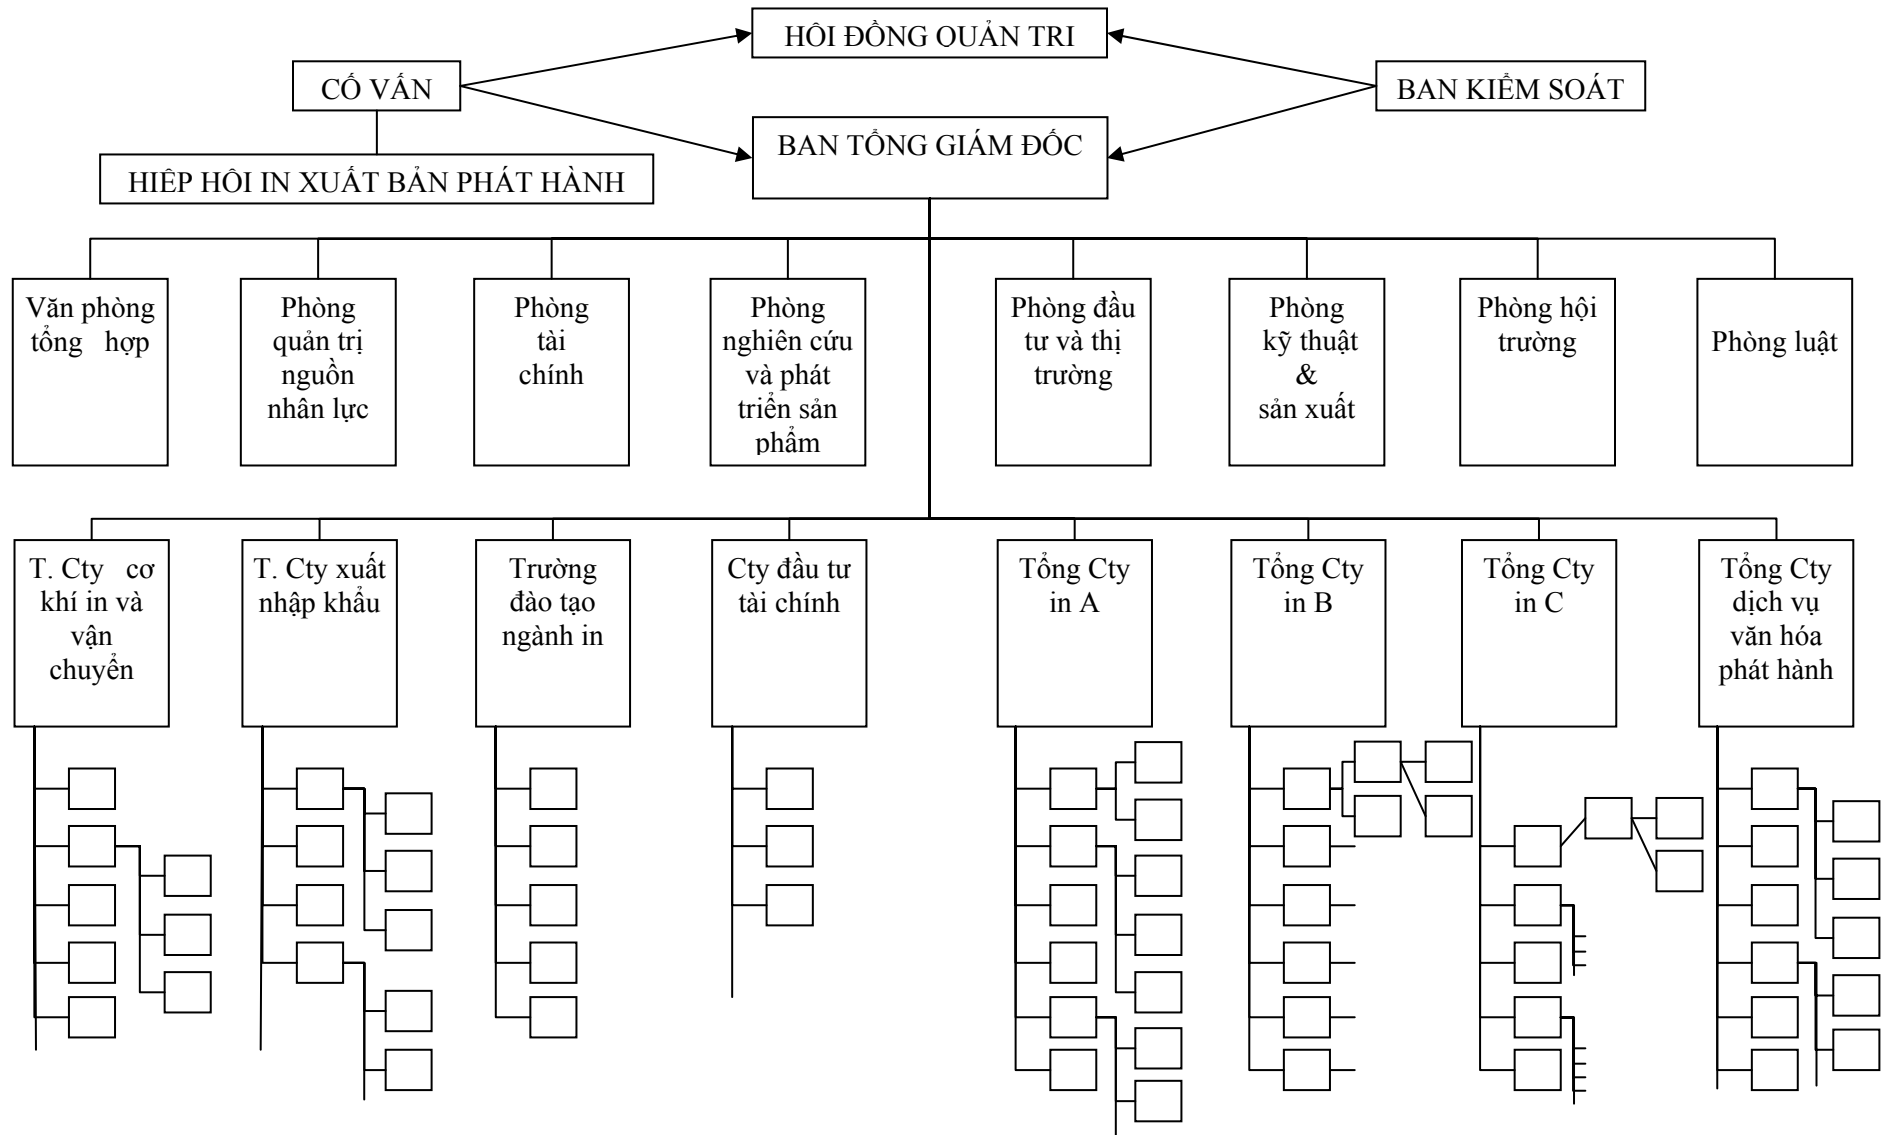 HÔI ĐỒNG QUẢN TRI
CỐ VẤN
BAN KIỂM SOÁT
BAN TỔNG GIÁM ĐỐC
HIÊP HÔI IN XUẤT BẢN PHÁT HÀNH
Văn phòng
tổng hợp
Phòng
quản trị
nguồn
nhân lực
Phòng
tài
chính
Phòng
nghiên cứu
và phát
triển sản
phẩm
Phòng đầu
tư và thị
trường
Phòng
kỹ thuật
&
sản xuất
Phòng hội
trường
Phòng luật
T. Cty cơ
khí in và
vận
chuyển
T. Cty xuất
nhập khẩu
Trường
đào tạo
ngành in
Cty đầu tư
tài chính
Tổng Cty
in A
Tổng Cty
in B
Tổng Cty
in C
Tổng Cty
dịch vụ
văn hóa
phát hành